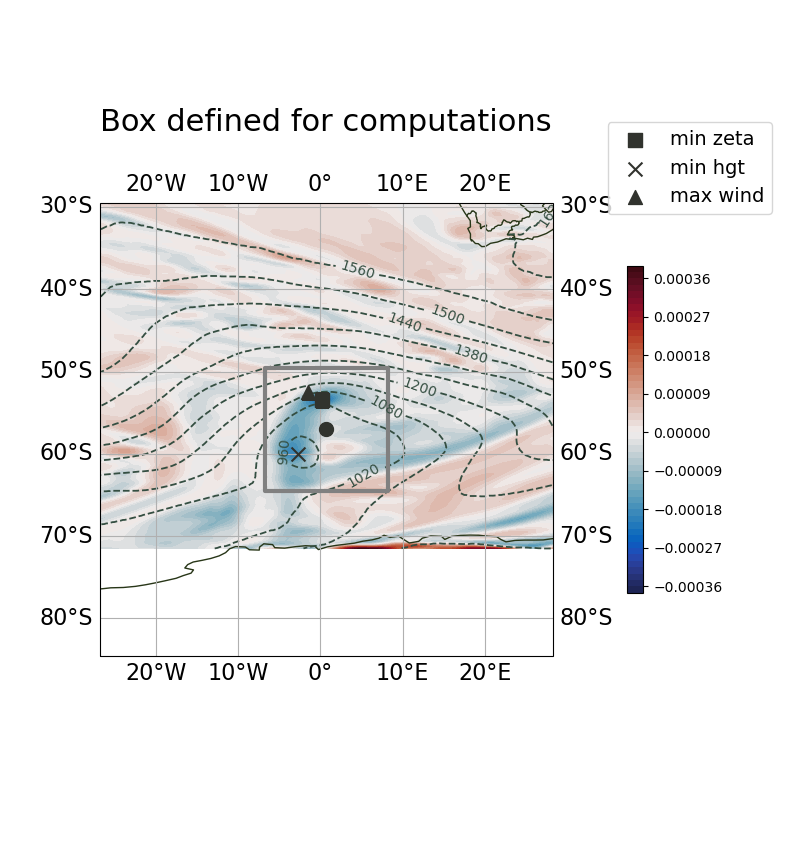 Box defined for computations
min zeta
min hgt
max wind
20°W 10°W 0° 10°E 20°E
30°S 30°S
40°S 40°S
50°S 50°S
60°S 60°S
70°S 70°S
80°S 80°S
20°W 10°W 0° 10°E 20°E
1560
1500
1440
1380
1200
1080
960
1020
0.00036
0.00027
0.00018
0.00009
0.00000
−0.00009
−0.00018
−0.00027
−0.00036